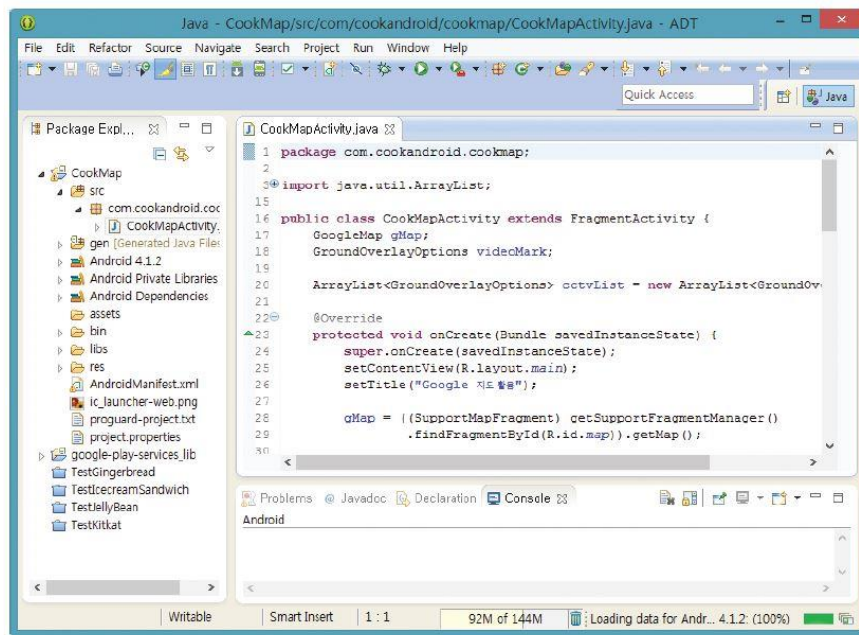 Java - CookMap/src/com/cookandroid/cookmap/CookMapActivity.java - ADT
File Edit Refactor Source Navigate Search Project Run Window Help
Quick Access
Java
Package Expl...
CookMap
src
com.cookandroid.coc
CookMapActivity.
gen [Generated Java Files
Android 4.1.2
Android Private Libraries
Android Dependencies
assets
bin
libs
res
AndroidManifest.xml
ic_launcher-web.png
proguard-project.txt
project.properties
google-play-services_lib
TestGingerbread
TestIcecreamSandwich
TestJellyBean
TestKitkat
CookMapActivity.java
1 package com.cookandroid.cookmap;
2
3 import java.util.ArrayList;
15
16 public class CookMapActivity extends FragmentActivity {
17 GoogleMap gMap;
18 GroundOverlayOptions videoMark;
19
20 ArrayList<GroundOverlayOptions> cctvList = new ArrayList<GroundOv
21
22 @Override
23 protected void onCreate(Bundle savedInstanceState) {
24 super.onCreate(savedInstanceState);
25 setContentView(R.layout.main);
26 setTitle("Google 지도 활용");
27
28 gMap = ((SupportMapFragment) getSupportFragmentManager()
29 .findFragmentById(R.id.map)).getMap();
30
Problems @ Javadoc Declaration Console
Android
Writable Smart Insert 1 : 1 92M of 144M Loading data for Andr... 4.1.2: (100%)